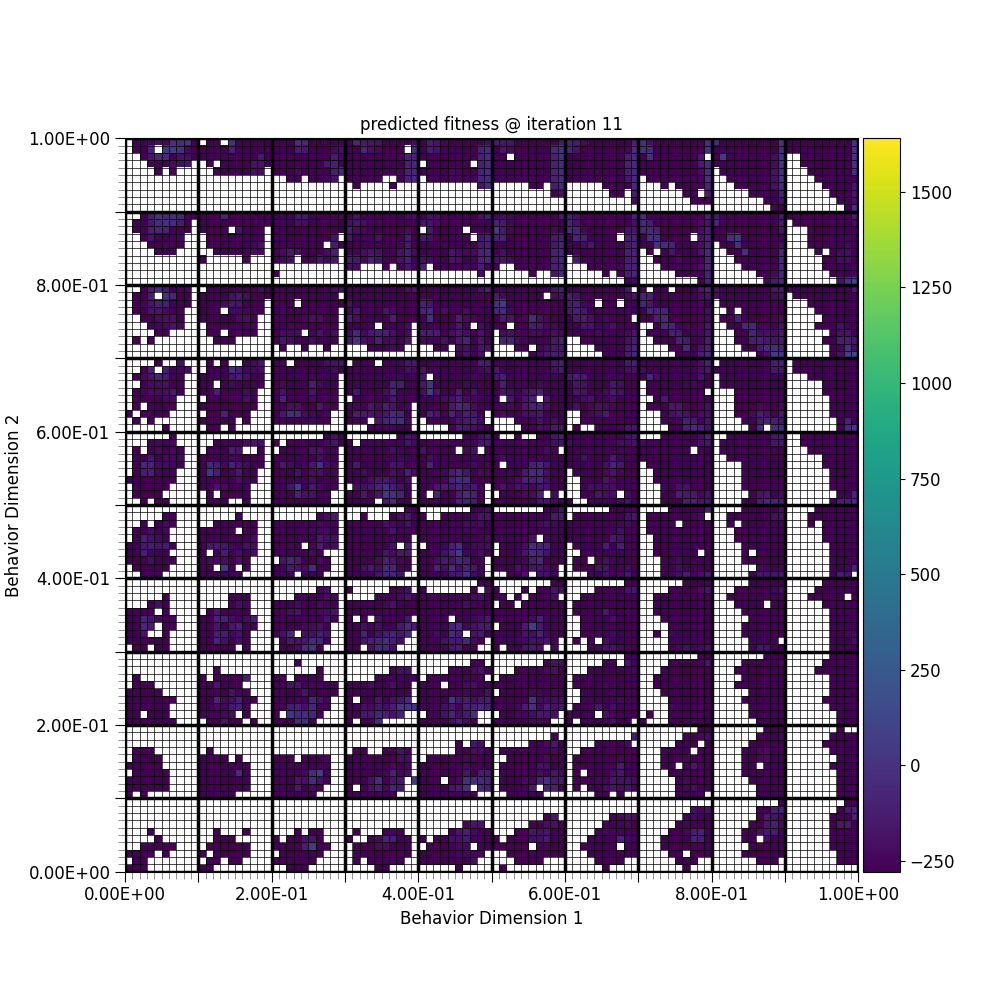 predicted fitness @ iteration 11
1.00E+00
8.00E-01
6.00E-01
4.00E-01
2.00E-01
0.00E+00
Behavior Dimension 2
0.00E+00 2.00E-01 4.00E-01 6.00E-01 8.00E-01 1.00E+00
Behavior Dimension 1
1500
1250
1000
750
500
250
0
−250